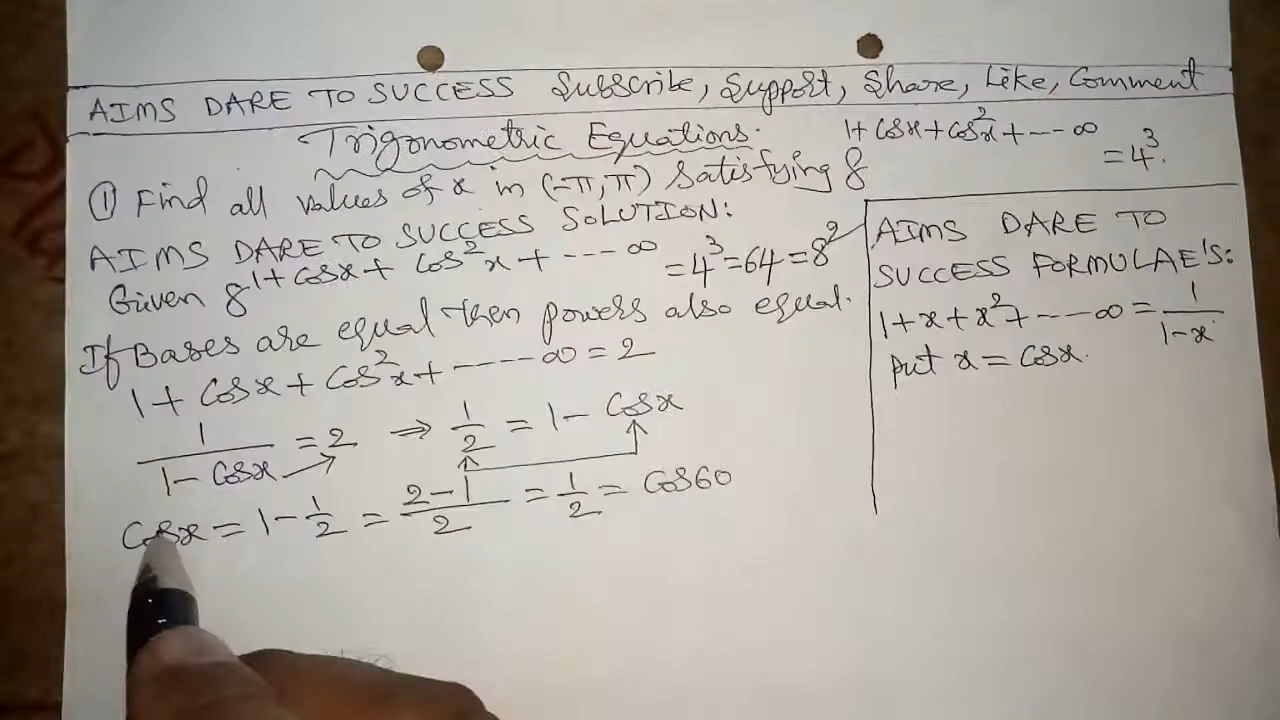 AIMS DARE TO SUCCESS Subscribe, Support, Share, Like, Comment
Trigonometric Equations.
① Find all values of x in (-π, π) Satisfying 8^(1+cosx+cos²x+----∞) = 4³.
AIMS DARE TO SUCCESS SOLUTION:
Given 8^(1+cosx+cos²x+----∞) = 4³ = 64 = 8²
If Bases are equal then powers also equal.
1 + cosx + cos²x + -----∞ = 2
1/(1 - cosx) = 2 ⇒ 1/2 = 1 - cosx
cosx = 1 - 1/2 = (2-1)/2 = 1/2 = cos60
AIMS DARE TO
SUCCESS FORMULAE'S:
1 + x + x² + -----∞ = 1/(1-x)
put x = cosx.